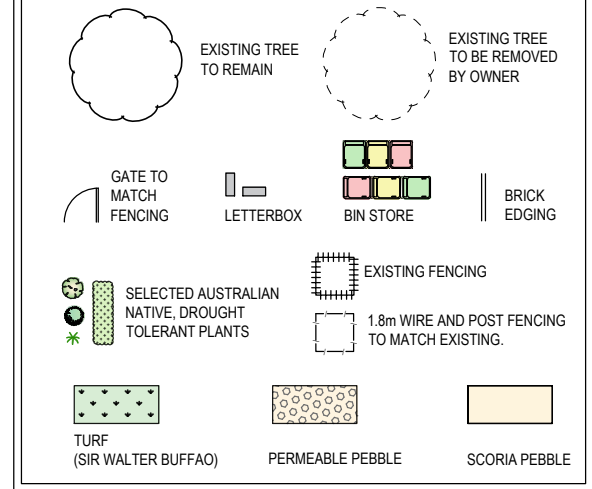 EXISTING TREE
TO REMAIN
EXISTING TREE
TO BE REMOVED
BY OWNER
GATE TO
MATCH
FENCING
LETTERBOX
BIN STORE
BRICK
EDGING
SELECTED AUSTRALIAN
NATIVE, DROUGHT
TOLERANT PLANTS
EXISTING FENCING
1.8m WIRE AND POST FENCING
TO MATCH EXISTING.
TURF
(SIR WALTER BUFFAO)
PERMEABLE PEBBLE
SCORIA PEBBLE